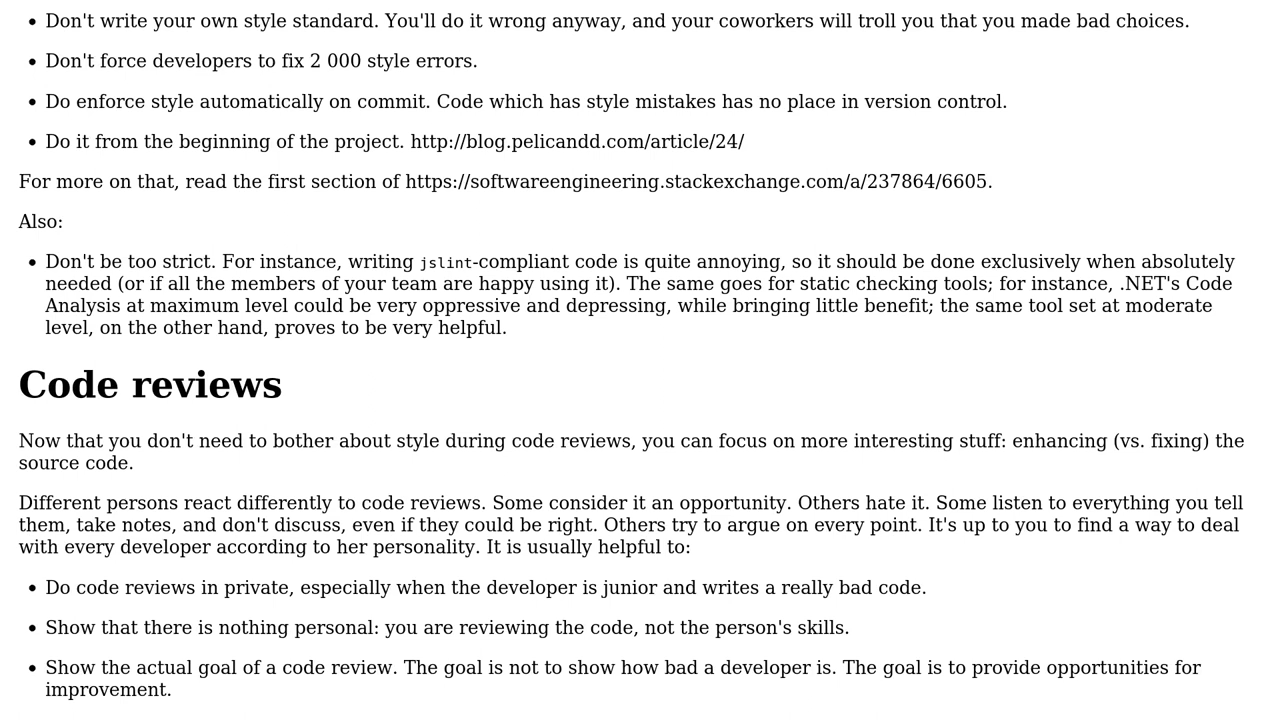 • Don't write your own style standard. You'll do it wrong anyway, and your coworkers will troll you that you made bad choices.
• Don't force developers to fix 2 000 style errors.
• Do enforce style automatically on commit. Code which has style mistakes has no place in version control.
• Do it from the beginning of the project. http://blog.pelicandd.com/article/24/
For more on that, read the first section of https://softwareengineering.stackexchange.com/a/237864/6605.
Also:
• Don't be too strict. For instance, writing jslint-compliant code is quite annoying, so it should be done exclusively when absolutely
needed (or if all the members of your team are happy using it). The same goes for static checking tools; for instance, .NET's Code
Analysis at maximum level could be very oppressive and depressing, while bringing little benefit; the same tool set at moderate
level, on the other hand, proves to be very helpful.
Code reviews
Now that you don't need to bother about style during code reviews, you can focus on more interesting stuff: enhancing (vs. fixing) the
source code.
Different persons react differently to code reviews. Some consider it an opportunity. Others hate it. Some listen to everything you tell
them, take notes, and don't discuss, even if they could be right. Others try to argue on every point. It's up to you to find a way to deal
with every developer according to her personality. It is usually helpful to:
• Do code reviews in private, especially when the developer is junior and writes a really bad code.
• Show that there is nothing personal: you are reviewing the code, not the person's skills.
• Show the actual goal of a code review. The goal is not to show how bad a developer is. The goal is to provide opportunities for
improvement.